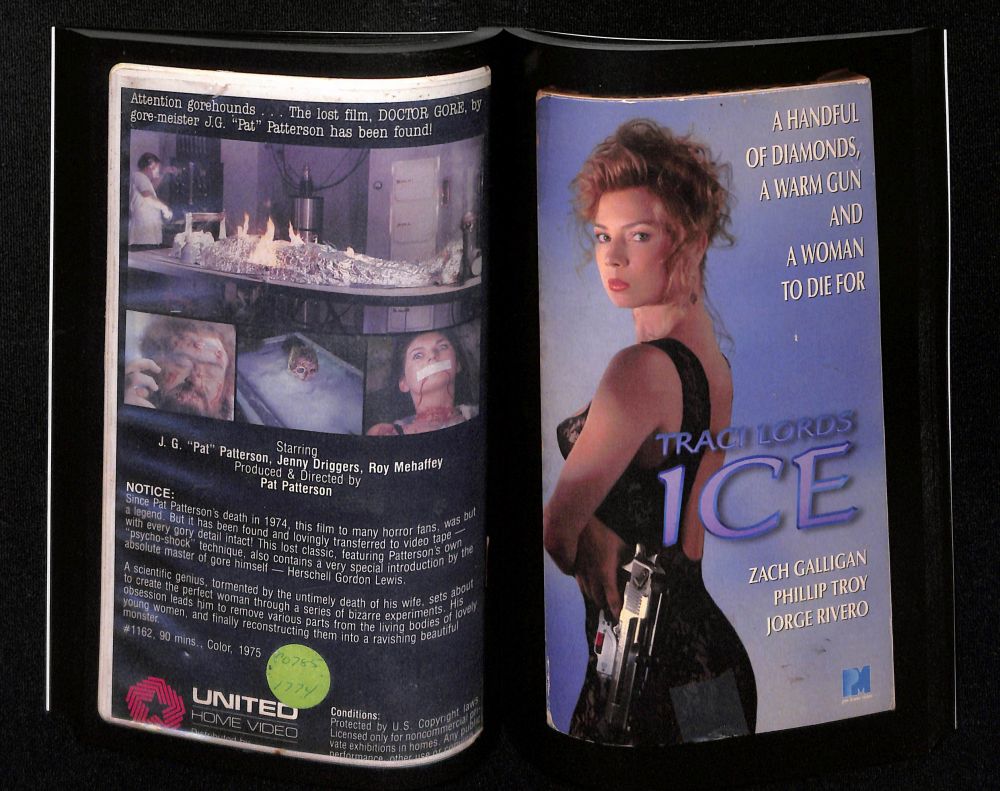 Attention gorehounds . . . The lost film, DOCTOR GORE, by
gore-meister J.G. “Pat” Patterson has been found!
Starring
J. G. “Pat” Patterson, Jenny Driggers, Roy Mehaffey
Produced & Directed by
Pat Patterson
NOTICE:
Since Pat Patterson's death in 1974, this film to many horror fans, was but
a legend. But it has been found and lovingly transferred to video tape —
with every gory detail intact! This lost classic, featuring Patterson's own
“psycho-shock” technique, also contains a very special introduction by the
absolute master of gore himself — Herschell Gordon Lewis.
A scientific genius, tormented by the untimely death of his wife, sets about
to create the perfect woman through a series of bizarre experiments. His
obsession leads him to remove various parts from the living bodies of lovely
young women, and finally reconstructing them into a ravishing beautiful
monster.
#1162, 90 mins., Color, 1975
1774
UNITED
HOME VIDEO
Conditions:
Protected by U.S. Copyright laws.
Licensed only for noncommercial pri-
vate exhibitions in homes. Any public
performance, other use or
A HANDFUL
OF DIAMONDS,
A WARM GUN
AND
A WOMAN
TO DIE FOR
TRACI LORDS
ICE
ZACH GALLIGAN
PHILLIP TROY
JORGE RIVERO
PM